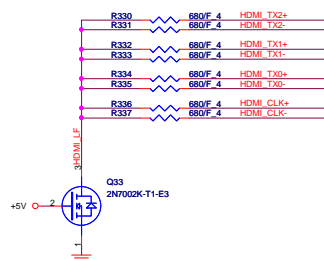 R330 680/F_4 HDMI_TX2+
R331 680/F_4 HDMI_TX2-
R332 680/F_4 HDMI_TX1+
R333 680/F_4 HDMI_TX1-
R334 680/F_4 HDMI_TX0+
R335 680/F_4 HDMI_TX0-
R336 680/F_4 HDMI_CLK+
R337 680/F_4 HDMI_CLK-
HDMI_LF
3
Q33
2N7002K-T1-E3
+5V 2
1